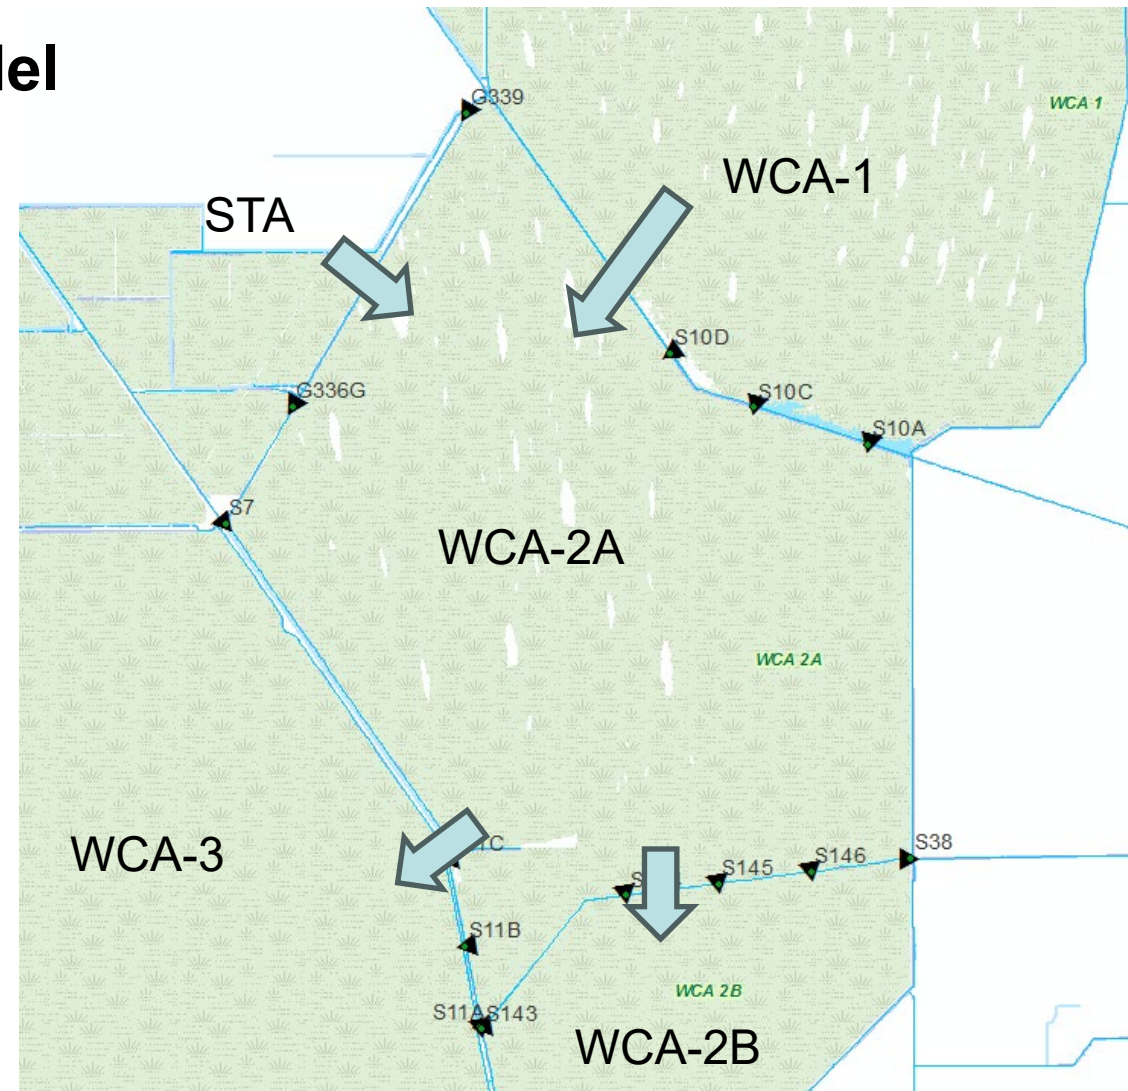 del
G339
WCA 1
WCA-1
STA
S10D
G336G
S10C
S10A
S7
WCA-2A
WCA 2A
WCA-3
S38
S146
S145
S11B
WCA 2B
S11A
S143
WCA-2B